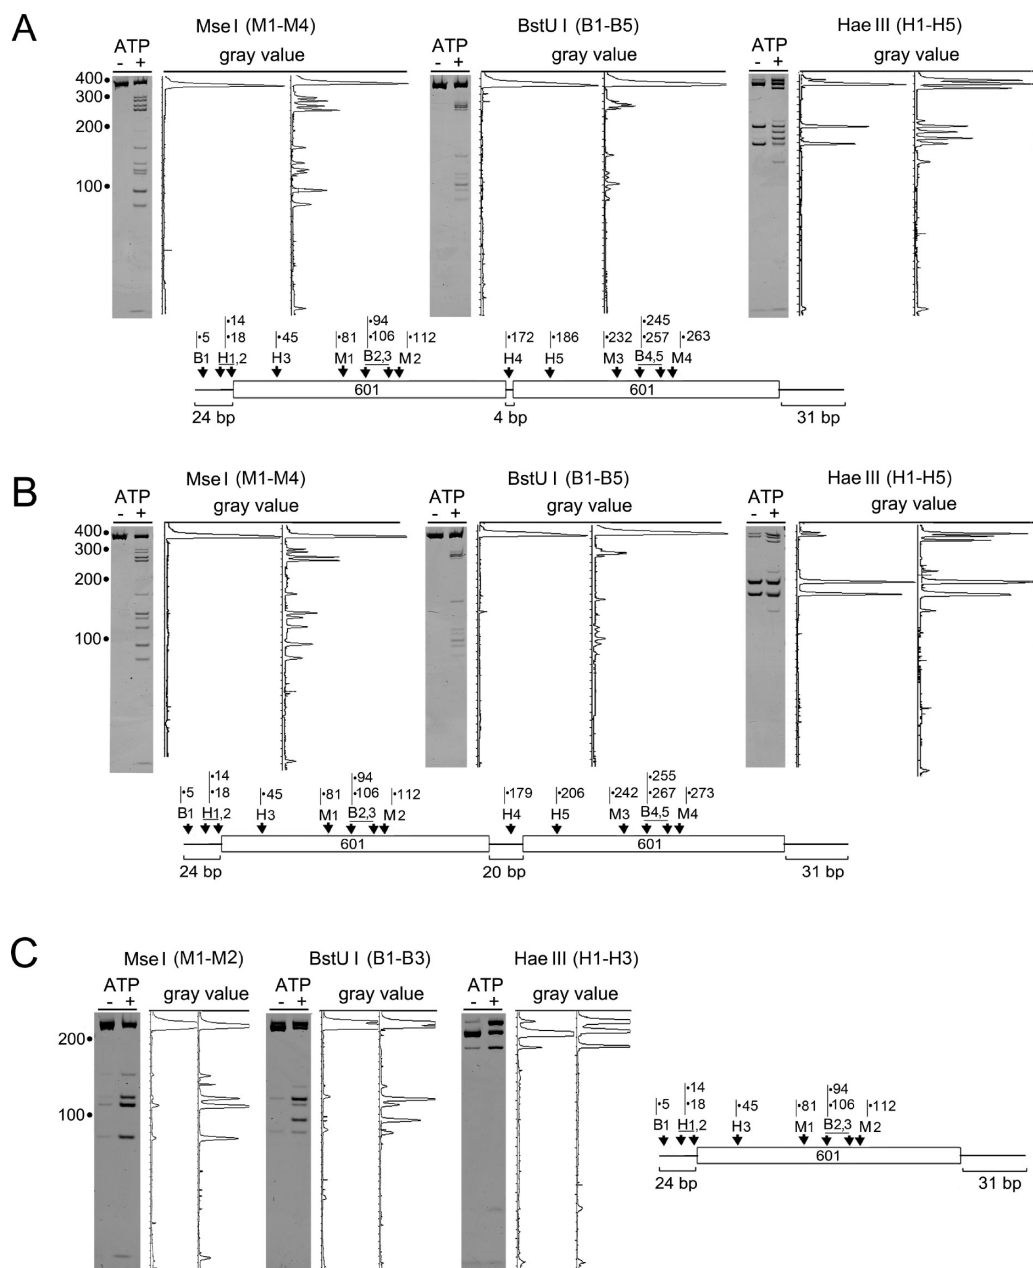 A
Mse I (M1-M4)
BstU I (B1-B5)
Hae III (H1-H5)
ATP
- +
gray value
ATP
- +
gray value
ATP
- +
gray value
400
300
200
100
•14
•94
•245
•5 •18 •45 •81 •106 •112 •172 •186 •232 •257 •263
B1 H1,2 H3 M1 B2,3 M2 H4 H5 M3 B4,5 M4
601 601
24 bp 4 bp 31 bp
B
Mse I (M1-M4)
BstU I (B1-B5)
Hae III (H1-H5)
ATP
- +
gray value
ATP
- +
gray value
ATP
- +
gray value
400
300
200
100
•14
•94
•255
•5 •18 •45 •81 •106 •112 •179 •206 •242 •267 •273
B1 H1,2 H3 M1 B2,3 M2 H4 H5 M3 B4,5 M4
601 601
24 bp 20 bp 31 bp
C
Mse I (M1-M2)
BstU I (B1-B3)
Hae III (H1-H3)
ATP
- +
gray value
ATP
- +
gray value
ATP
- +
gray value
200
100
•14
•94
•5 •18 •45 •81 •106 •112
B1 H1,2 H3 M1 B2,3 M2
601
24 bp 31 bp